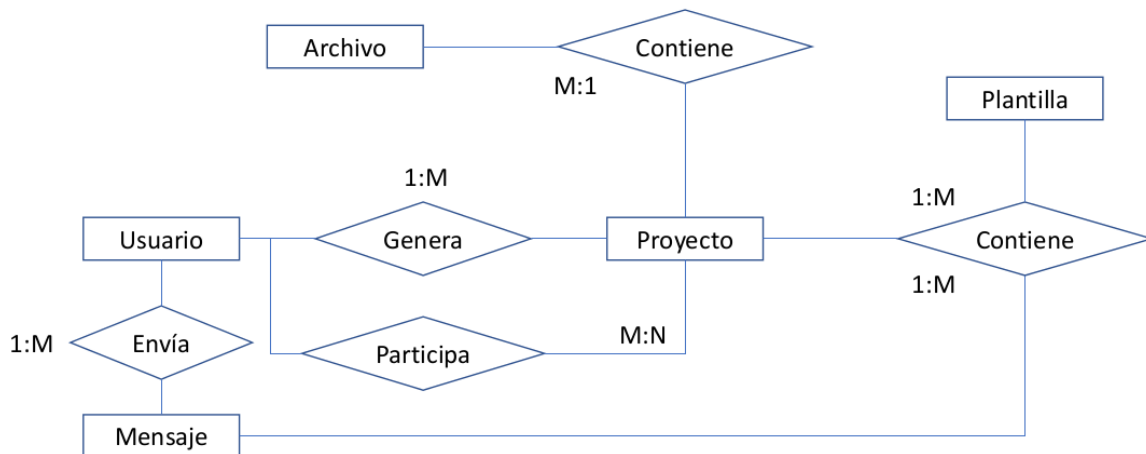 Archivo
Contiene
M:1
Plantilla
1:M
1:M
Usuario
Genera
Proyecto
Contiene
1:M
1:M
Envía
Participa
M:N
Mensaje